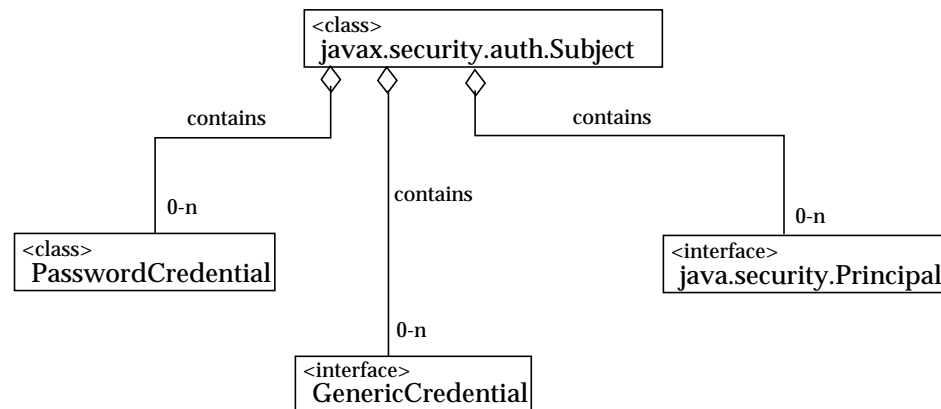 <class>
javax.security.auth.Subject
contains
contains
contains
0-n
0-n
<class>
PasswordCredential
<interface>
java.security.Principal
0-n
<interface>
GenericCredential